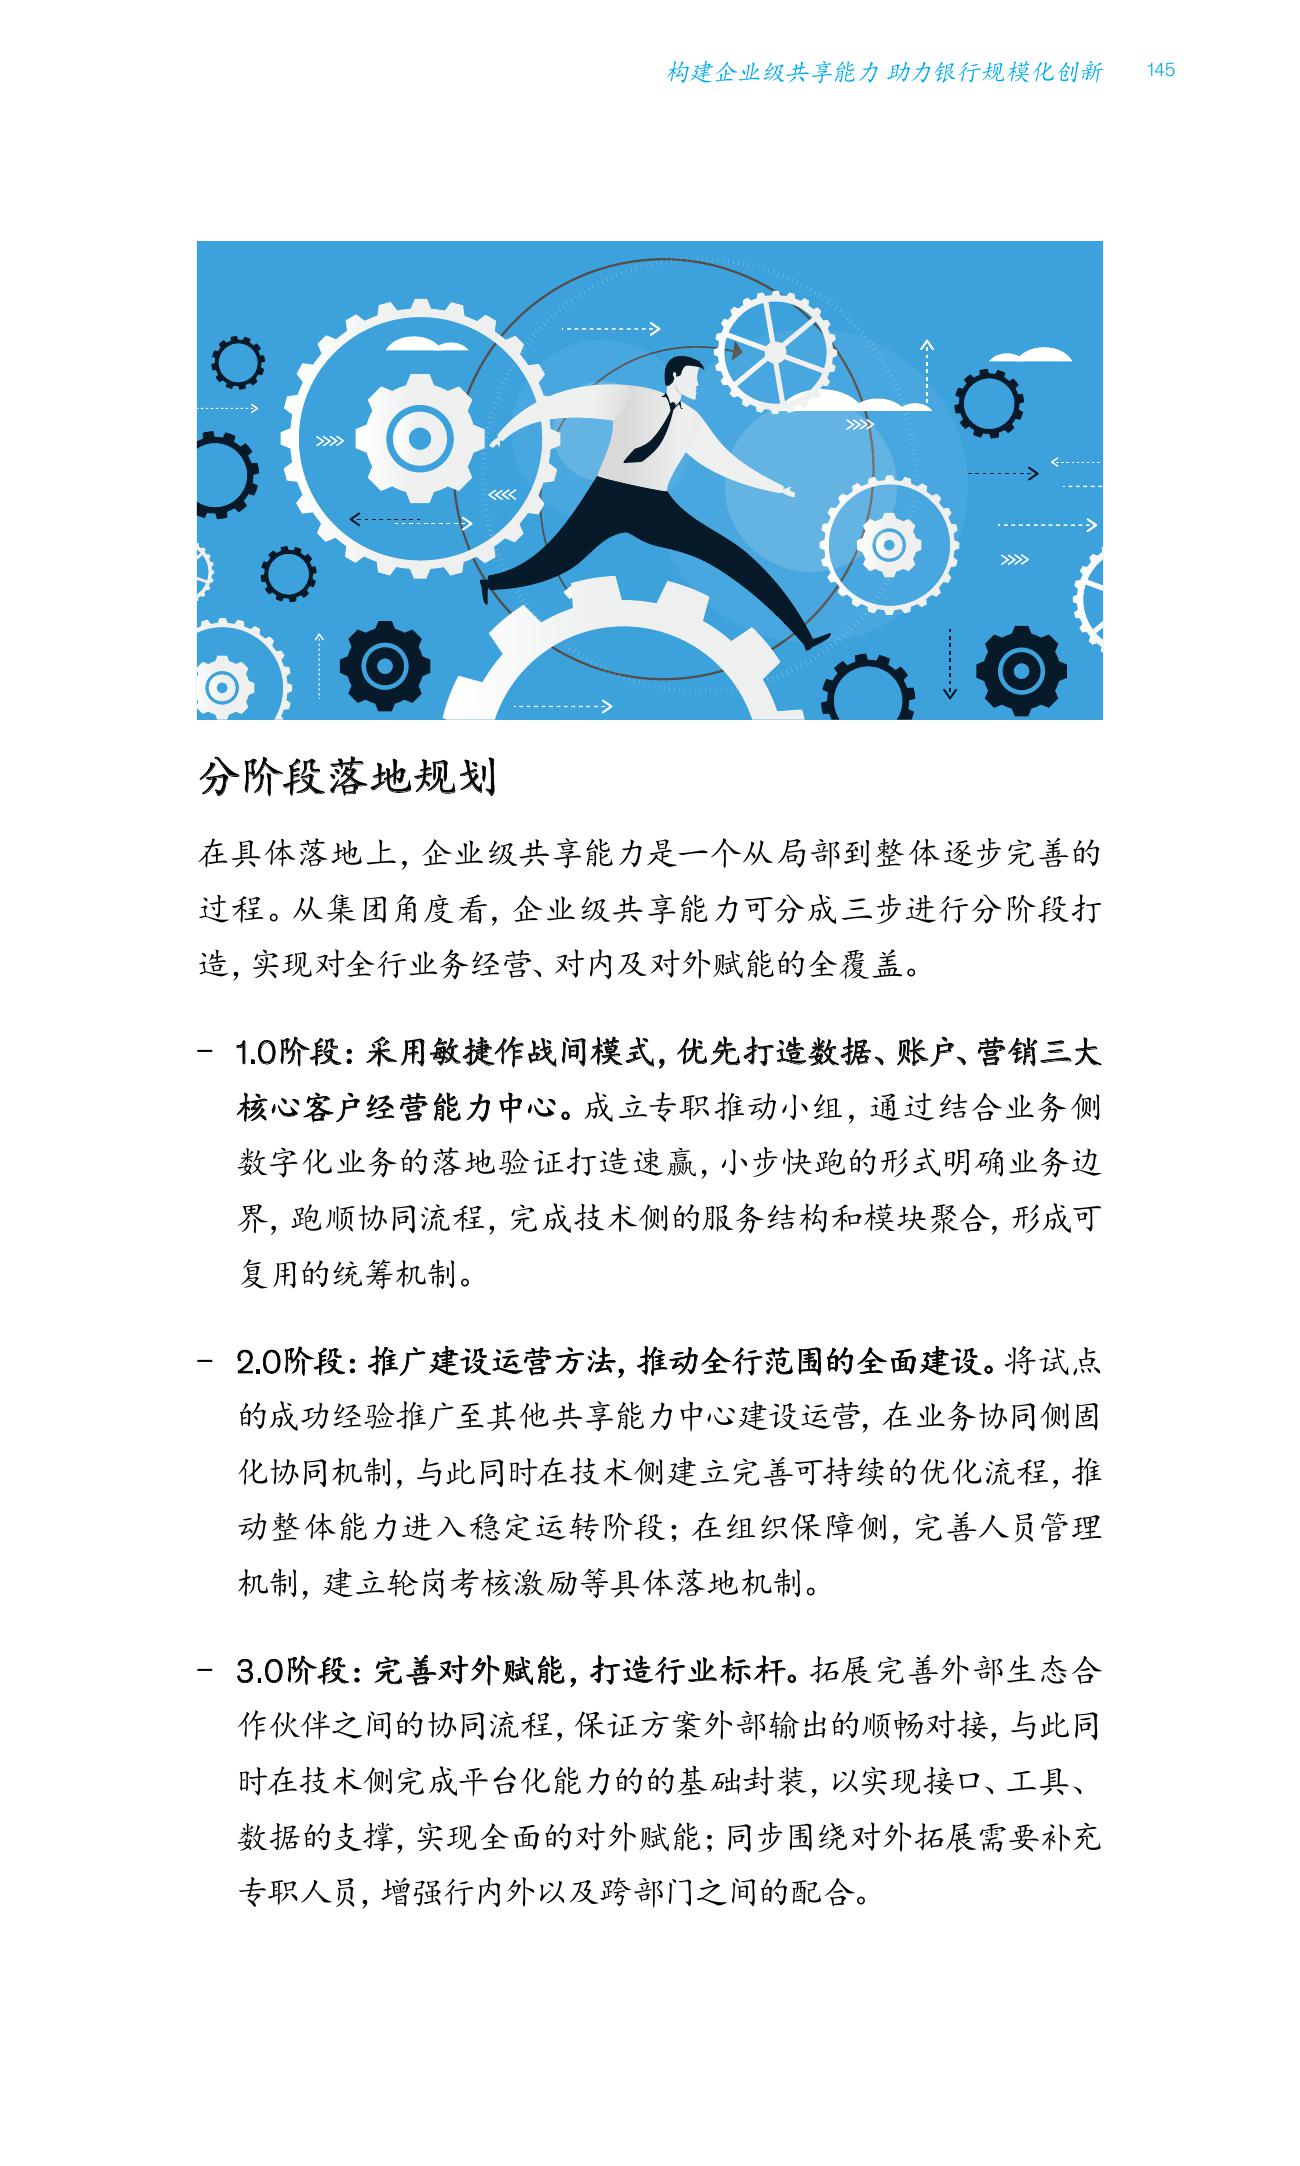 构建企业级共享能力 助力银行规模化创新 145
分阶段落地规划
在具体落地上，企业级共享能力是一个从局部到整体逐步完善的
过程。从集团角度看，企业级共享能力可分成三步进行分阶段打
造，实现对全行业务经营、对内及对外赋能的全覆盖。
– 1.0阶段：采用敏捷作战间模式，优先打造数据、账户、营销三大
核心客户经营能力中心。成立专职推动小组，通过结合业务侧
数字化业务的落地验证打造速赢，小步快跑的形式明确业务边
界，跑顺协同流程，完成技术侧的服务结构和模块聚合，形成可
复用的统筹机制。
– 2.0阶段：推广建设运营方法，推动全行范围的全面建设。将试点
的成功经验推广至其他共享能力中心建设运营，在业务协同侧固
化协同机制，与此同时在技术侧建立完善可持续的优化流程，推
动整体能力进入稳定运转阶段；在组织保障侧，完善人员管理
机制，建立轮岗考核激励等具体落地机制。
– 3.0阶段：完善对外赋能，打造行业标杆。拓展完善外部生态合
作伙伴之间的协同流程，保证方案外部输出的顺畅对接，与此同
时在技术侧完成平台化能力的的基础封装，以实现接口、工具、
数据的支撑，实现全面的对外赋能；同步围绕对外拓展需要补充
专职人员，增强行内外以及跨部门之间的配合。